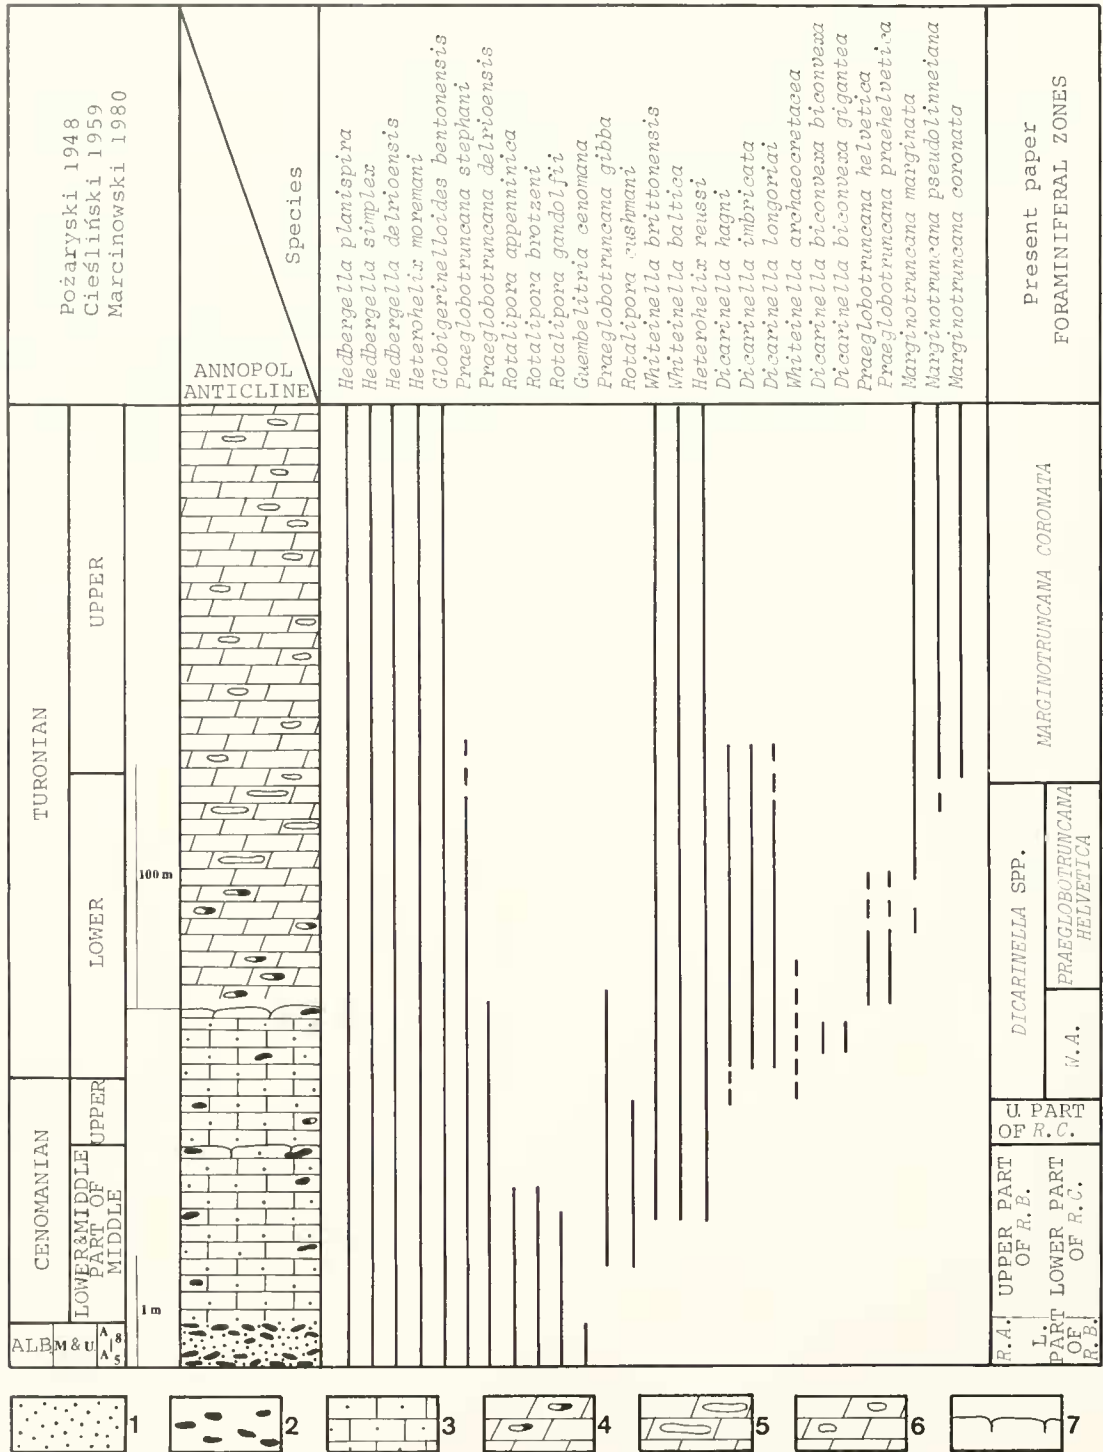 Pożaryski 1948
Cieśliński 1959
Marcinowski 1980
ANNOPOL
ANTICLINE
Species
Hedbergella planispira
Hedbergella simplex
Hedbergella delrioensis
Heterohelix moremani
Globigerinelloides bentonensis
Praeglobotruncana stephani
Praegloboruncana delrioensis
Rotalipora appenninica
Rotalipora brotzeni
Rotalipora gandolfii
Guembelitria cenomana
Praeglobotruncana gibba
Rotalipora cushmani
Whiteinella brittonensis
Whiteinella baltica
Heterohelix reussi
Dicarinella hagni
Dicarinella imbricata
Dicarinella longoriai
Whiteinella archaeocretacea
Dicarinella biconvexa biconvexa
Dicarinella biconvexa gigantea
Praeglobotruncana helvetica
Praeglobotruncana praehelvetica
Marginotruncana marginata
Marginotruncana pseudolinneiana
Marginotruncana coronata
Present paper
FORAMINIFERAL ZONES
TURONIAN
UPPER
LOWER
CENOMANIAN
UPPER
LOWER&MIDDLE
PART OF
MIDDLE
ALB
M & U
A
A
8
5
100 m
1 m
MARGINOTRUNCANA CORONATA
DICARINELLA SPP.
PRAEGLOBOTRUNCANA
HELVETICA
W.A.
U. PART
OF R.C.
UPPER PART
OF R.B.
LOWER PART
OF R.C.
R.A.
L.
PART
OF
R.B.
1
2
3
4
5
6
7